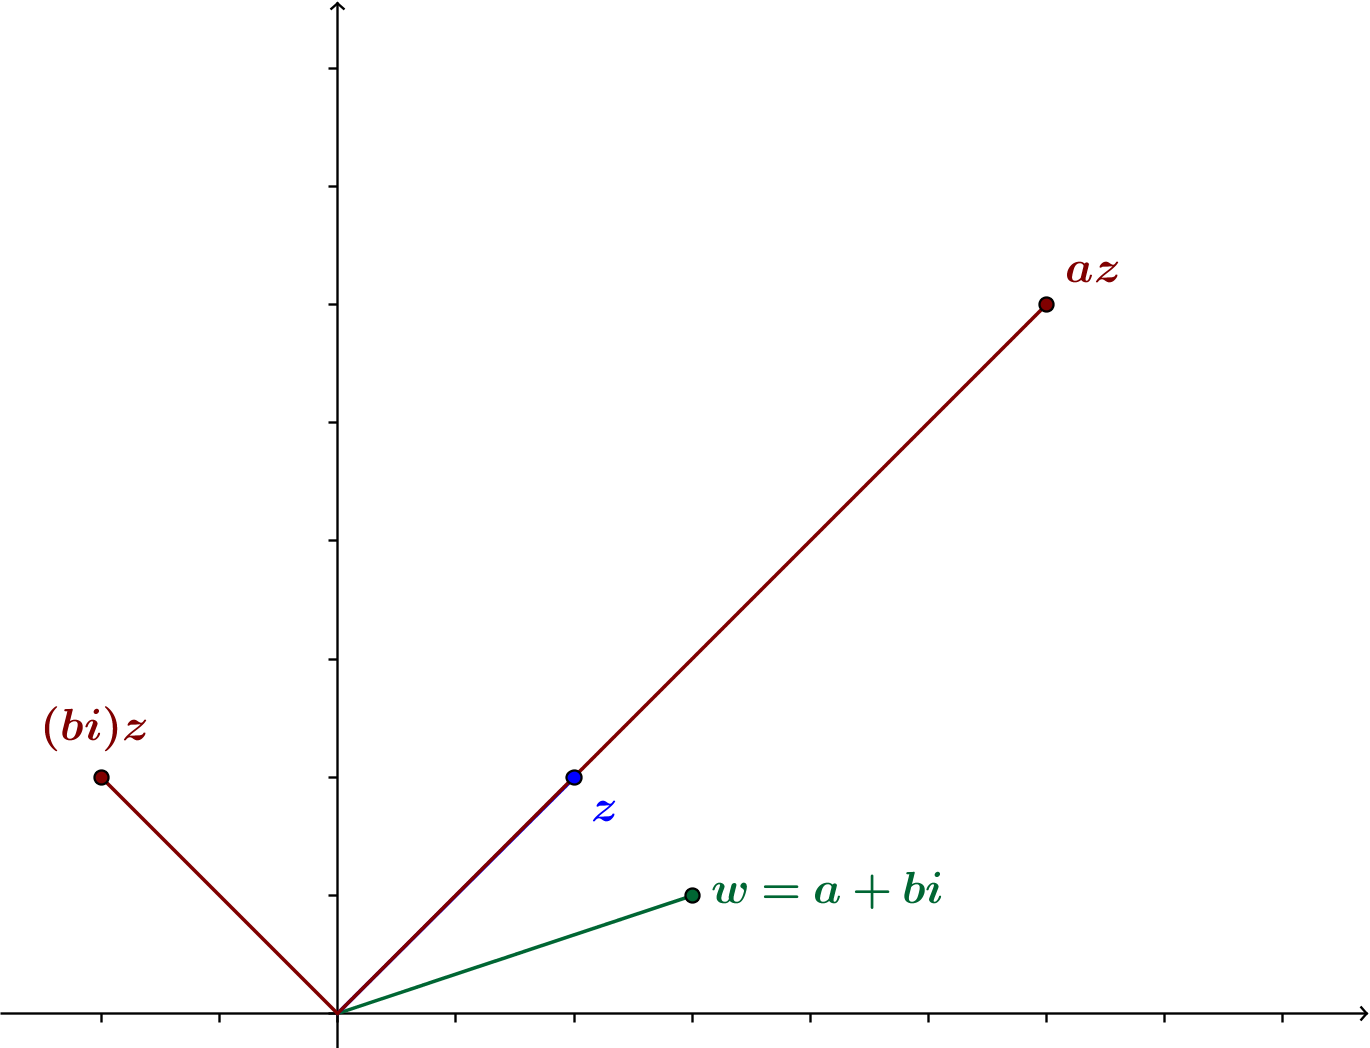 az
(bi)z
z
w = a + bi